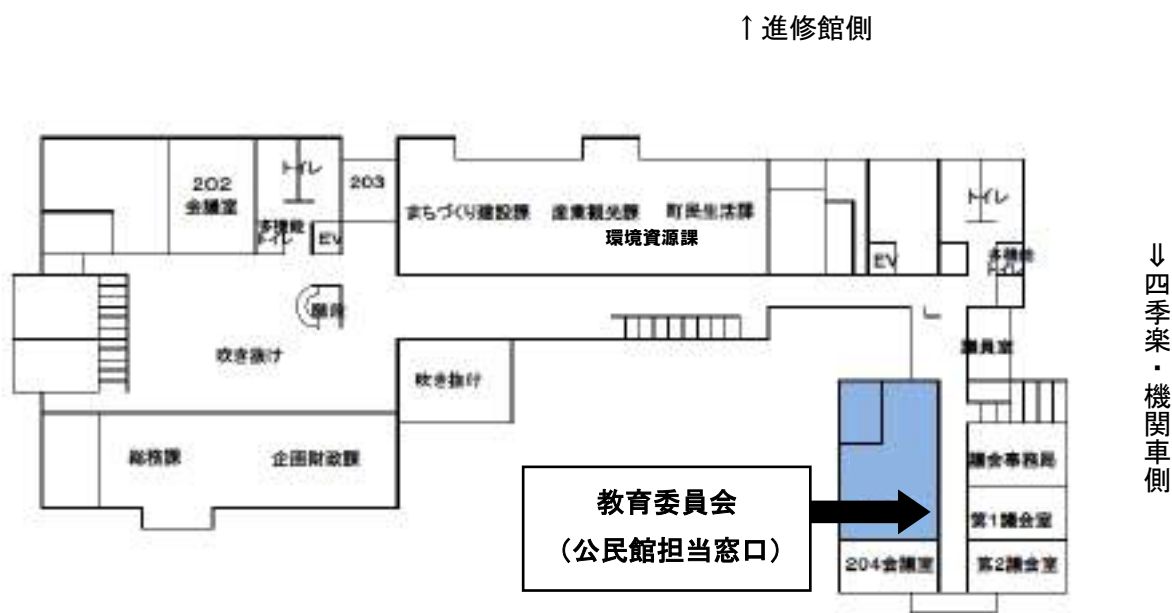 ↑進修館側
トイレ
202
会議室
203
多機能
トイレ
EV
まちづくり建設課
産業観光課
町民生活課
環境資源課
トイレ
EV
多機能
トイレ
階段
吹き抜け
吹き抜け
議員室
総務課
企画財政課
議会事務局
教育委員会
（公民館担当窓口）
第1議会室
204会議室
第2議会室
⇓四季楽・機関車側